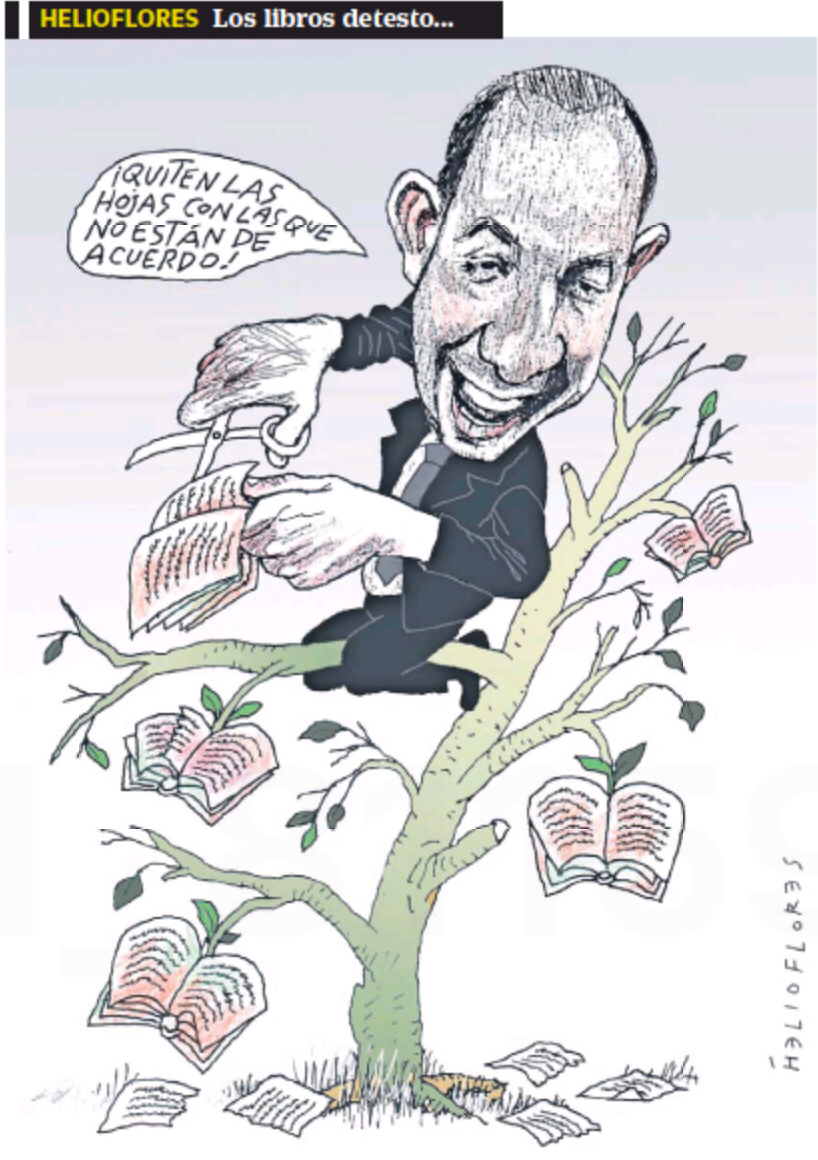 HELIOFLORES Los libros detesto...
¡QUITEN LAS
HOJAS CON LAS QUE
NO ESTÁN DE
ACUERDO!
HELIOFLORES